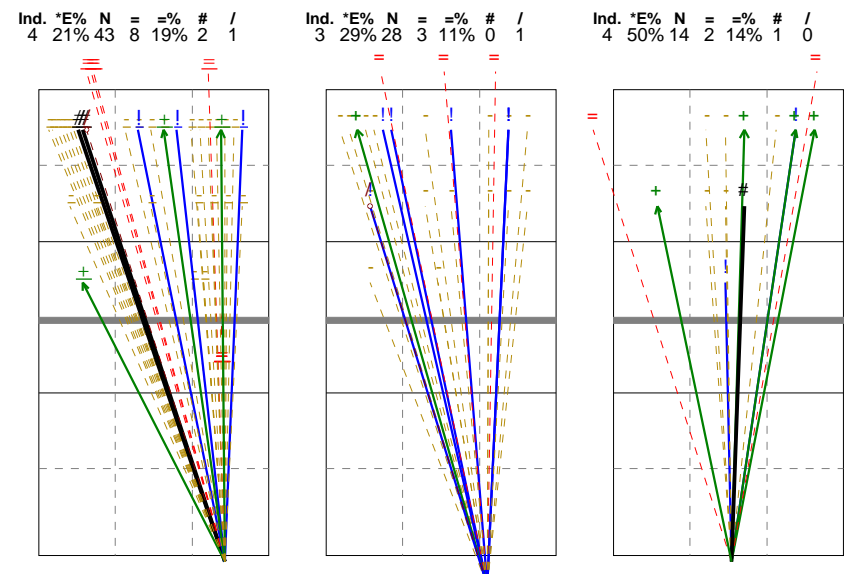 Ind. *E% N = =% # /
4 21% 43 8 19% 2 1
Ind. *E% N = =% # /
3 29% 28 3 11% 0 1
Ind. *E% N = =% # /
4 50% 14 2 14% 1 0